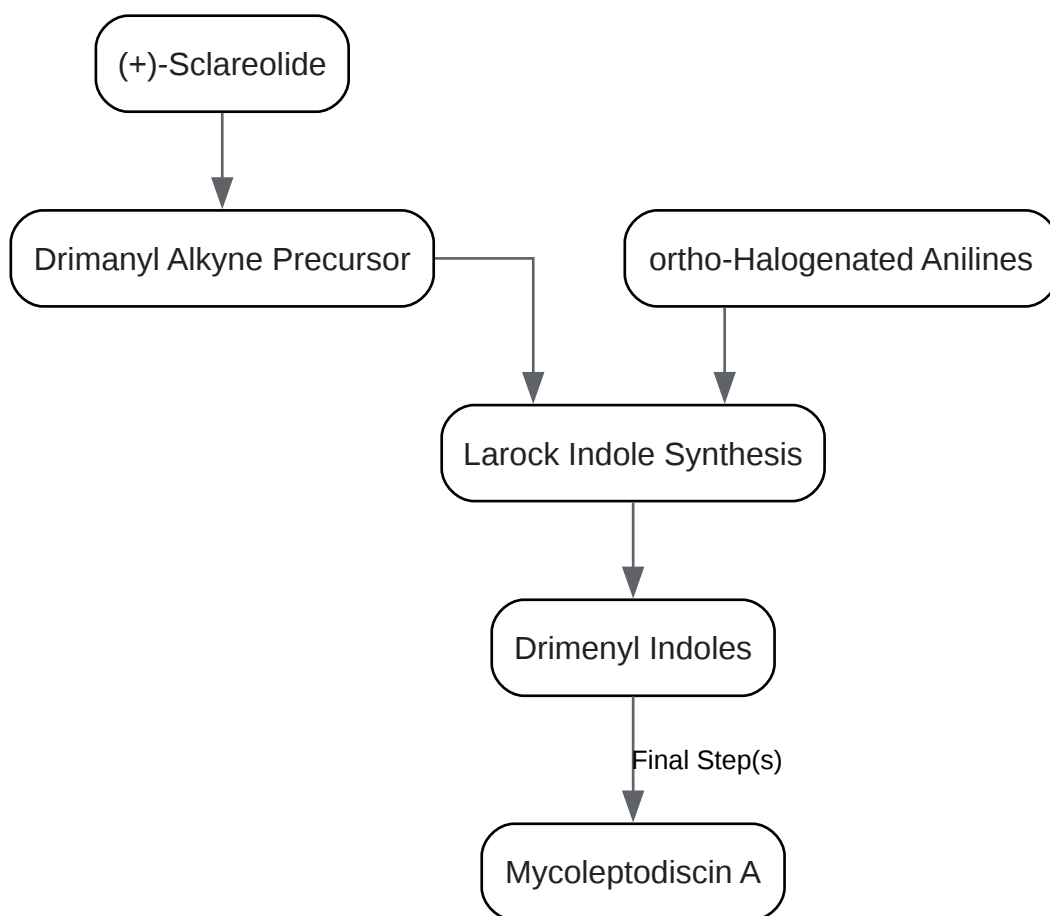 (+)-Sclareolide
Drimanyl Alkyne Precursor
ortho-Halogenated Anilines
Larock Indole Synthesis
Drimenyl Indoles
Final Step(s)
Mycoleptodiscin A